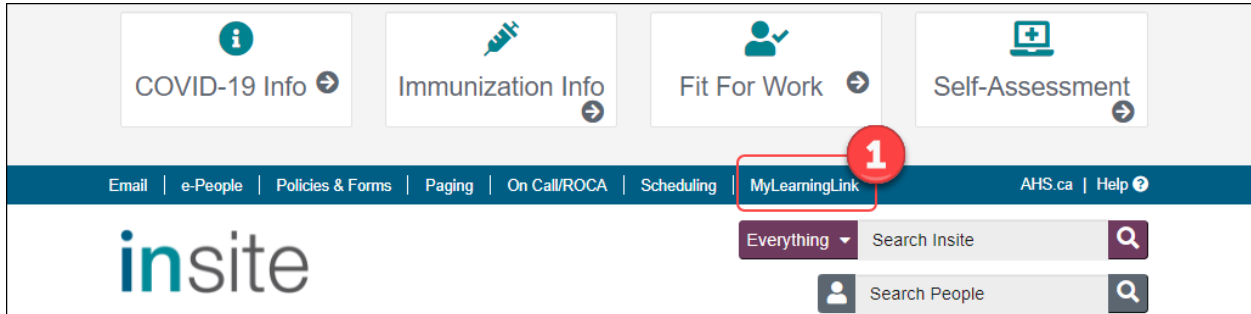 COVID-19 Info
Immunization Info
Fit For Work
Self-Assessment
1
Email | e-People | Policies & Forms | Paging | On Call/ROCA | Scheduling | MyLearningLink
AHS.ca | Help ?
insite
Everything Search Insite
Search People